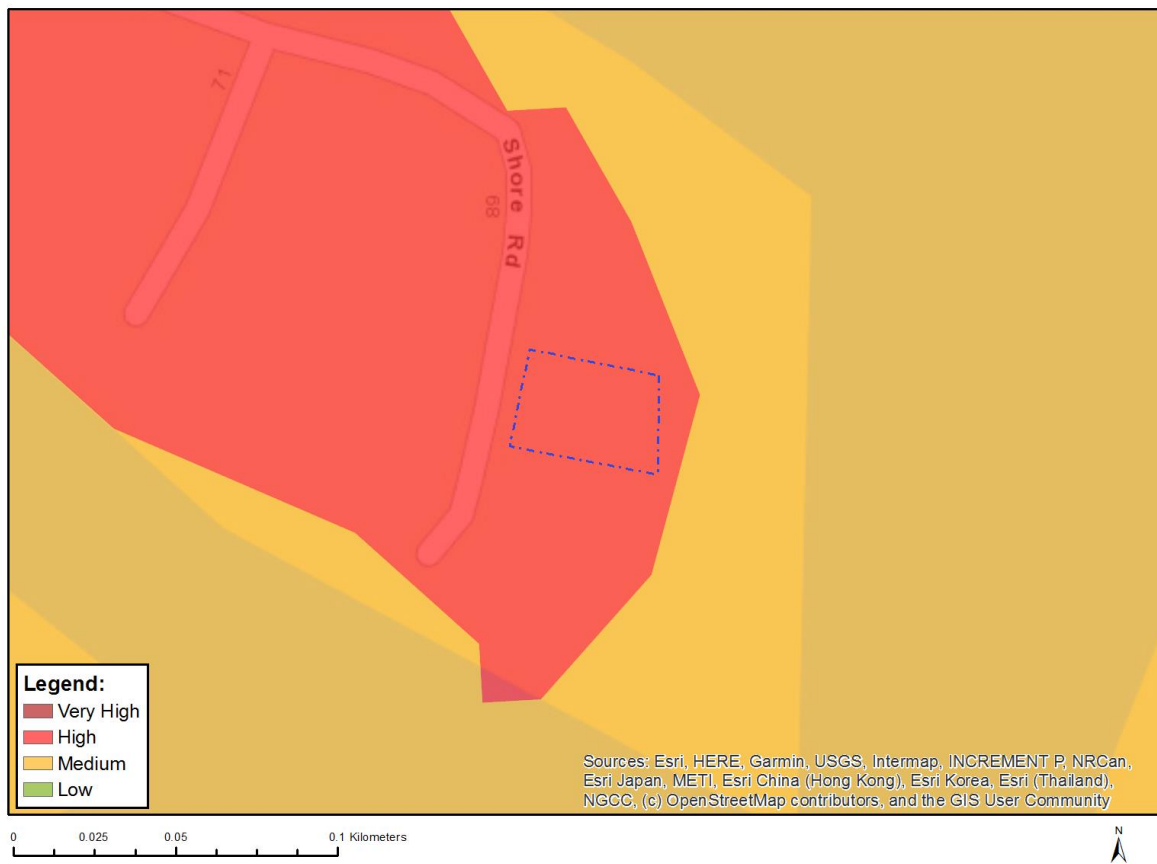 71
Shore Rd
68
Legend:
Very High
High
Medium
Low
Sources: Esri, HERE, Garmin, USGS, Intermap, INCREMENT P, NRCan,
Esri Japan, METI, Esri China (Hong Kong), Esri Korea, Esri (Thailand),
NGCC, (c) OpenStreetMap contributors, and the GIS User Community
0 0.025 0.05 0.1 Kilometers
N